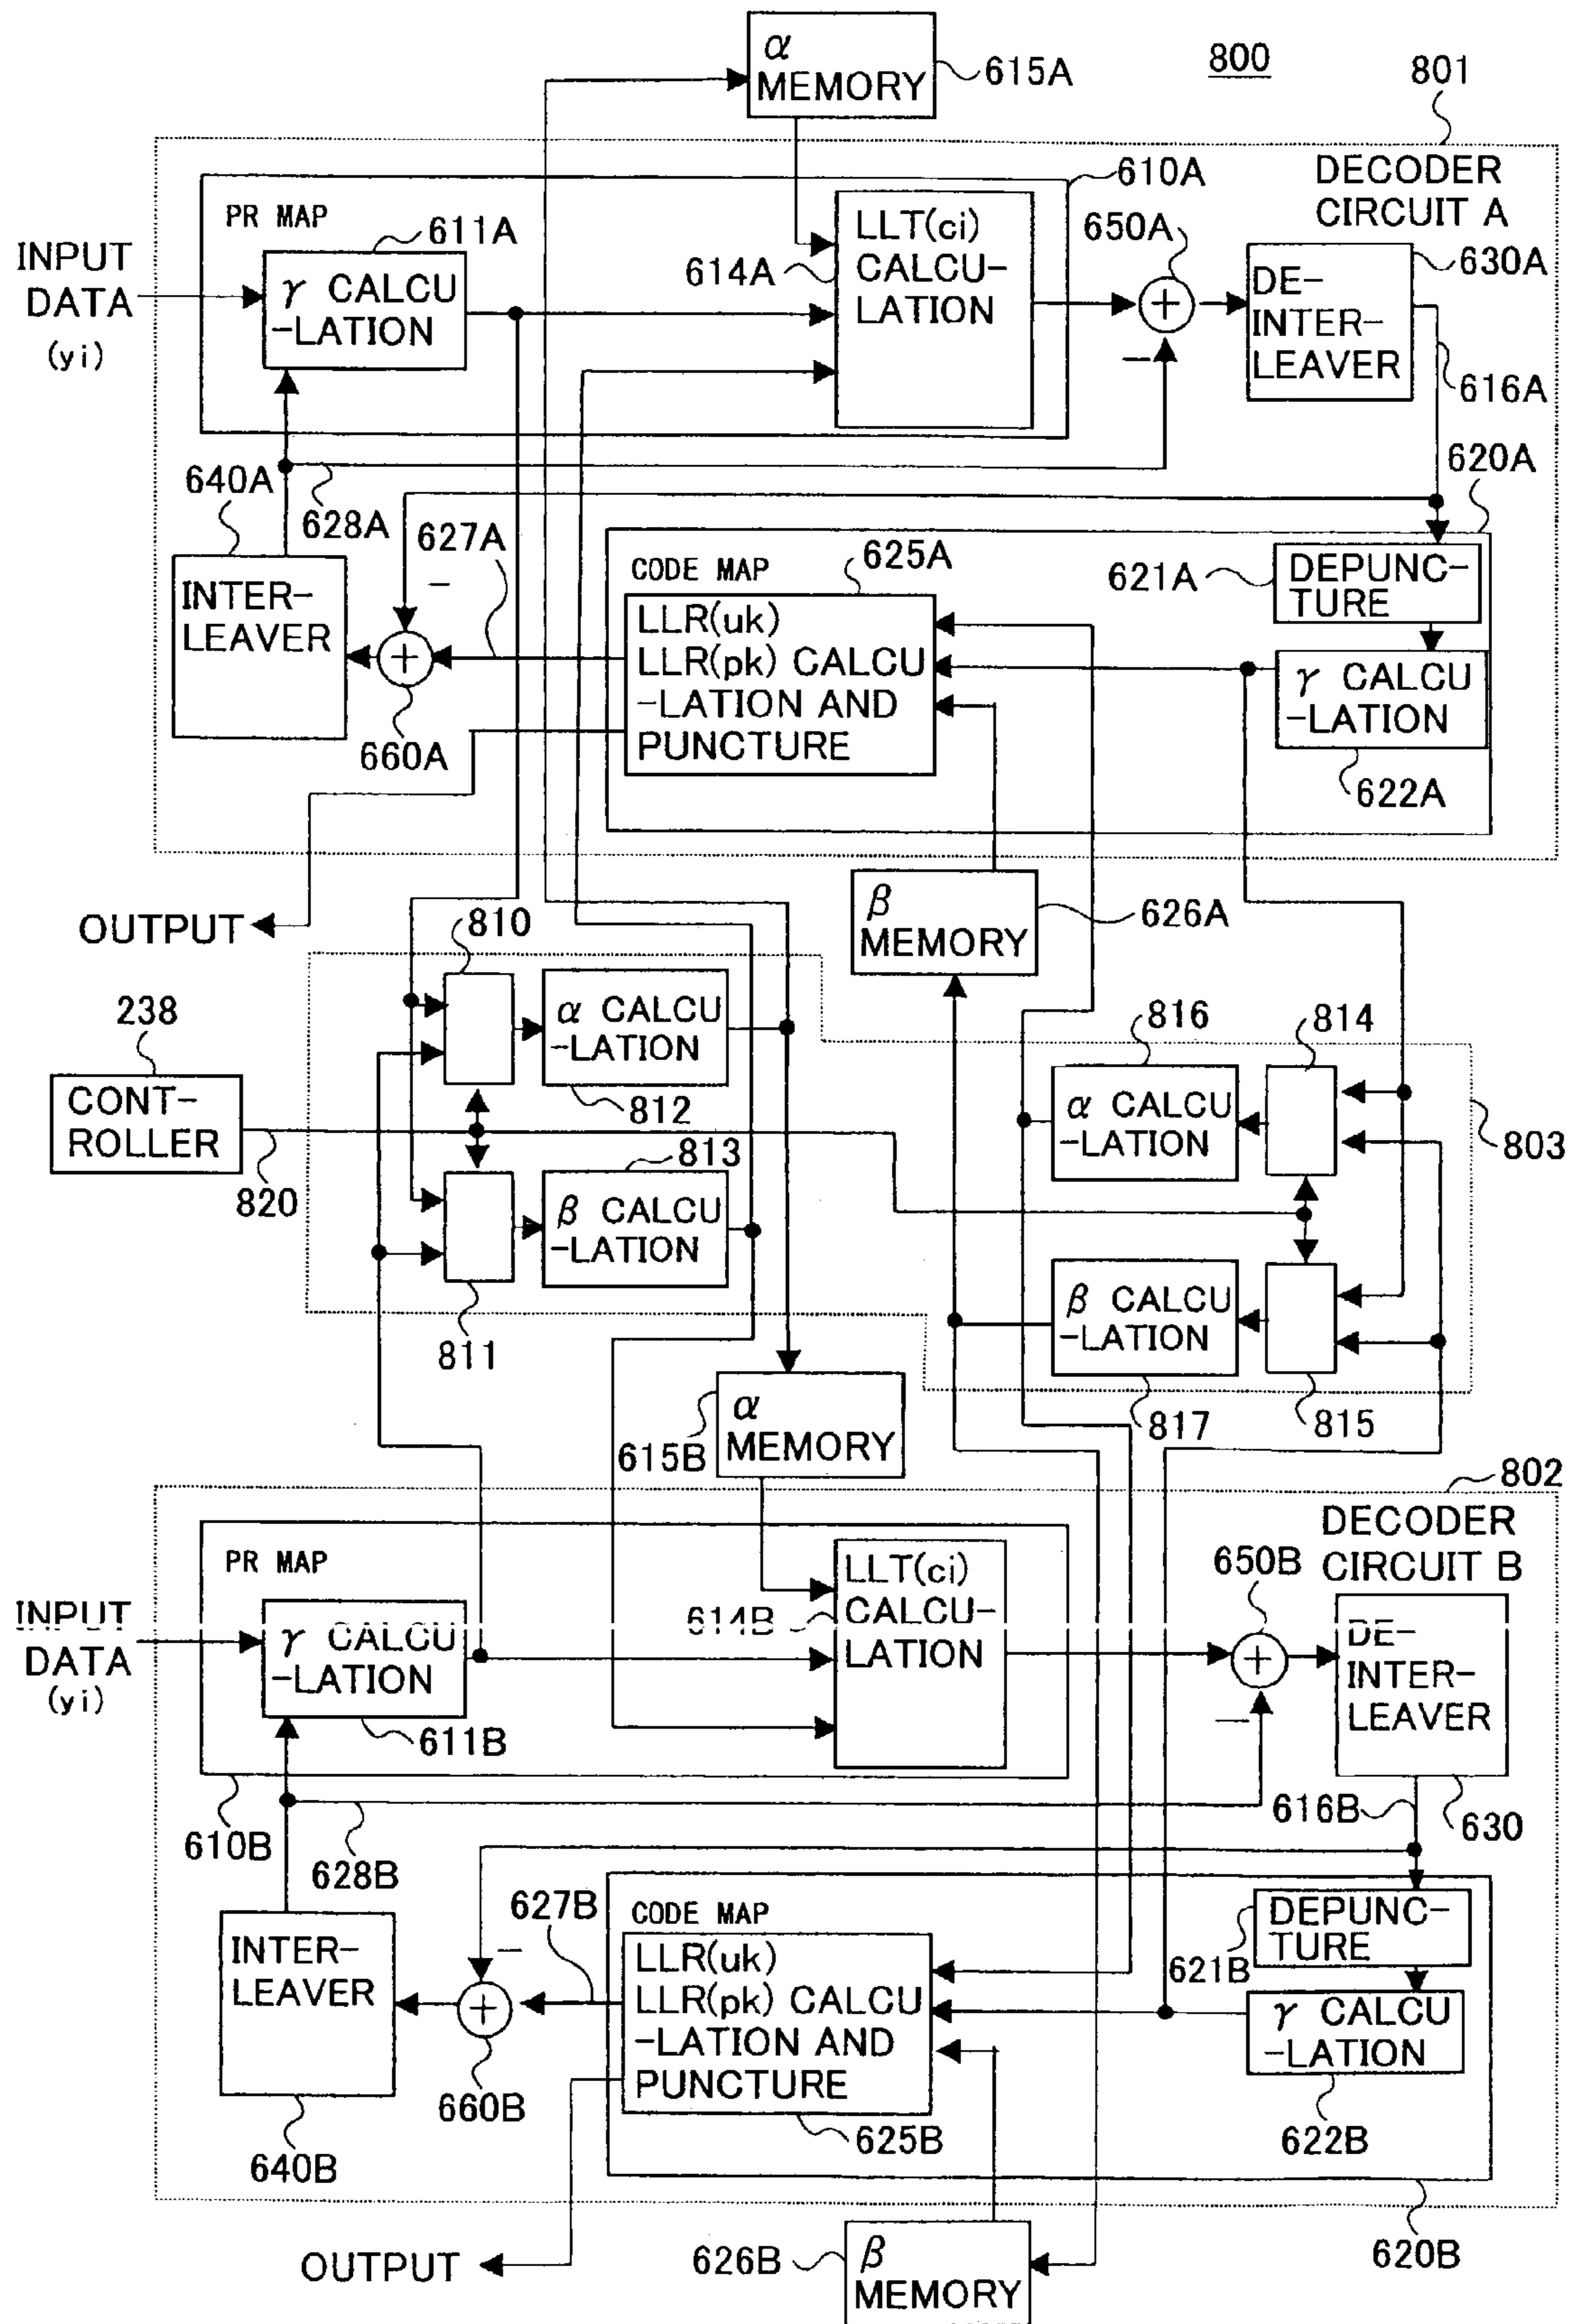 α
MEMORY
615A
800
801
DECODER
CIRCUIT A
610A
PR MAP
611A
INPUT
DATA
(yi)
γ CALCU
-LATION
614A
LLT(ci)
CALCU-
LATION
650A
+
−
630A
DE-
INTER-
LEAVER
616A
620A
640A
628A
627A
−
INTER-
LEAVER
+
660A
CODE MAP
625A
LLR(uk)
LLR(pk) CALCU
-LATION AND
PUNCTURE
621A
DEPUNC-
TURE
γ CALCU
-LATION
622A
OUTPUT
β
MEMORY
626A
810
α CALCU
-LATION
812
238
CONT-
ROLLER
820
813
β CALCU
-LATION
811
816
814
α CALCU
-LATION
803
β CALCU
-LATION
817
815
α
MEMORY
615B
802
DECODER
CIRCUIT B
PR MAP
INPUT
DATA
(yi)
γ CALCU
-LATION
611B
614B
LLT(ci)
CALCU-
LATION
650B
+
−
DE-
INTER-
LEAVER
616B
630
610B
628B
627B
−
INTER-
LEAVER
640B
+
660B
CODE MAP
LLR(uk)
LLR(pk) CALCU
-LATION AND
PUNCTURE
625B
621B
DEPUNC-
TURE
γ CALCU
-LATION
622B
620B
OUTPUT
626B
β
MEMORY